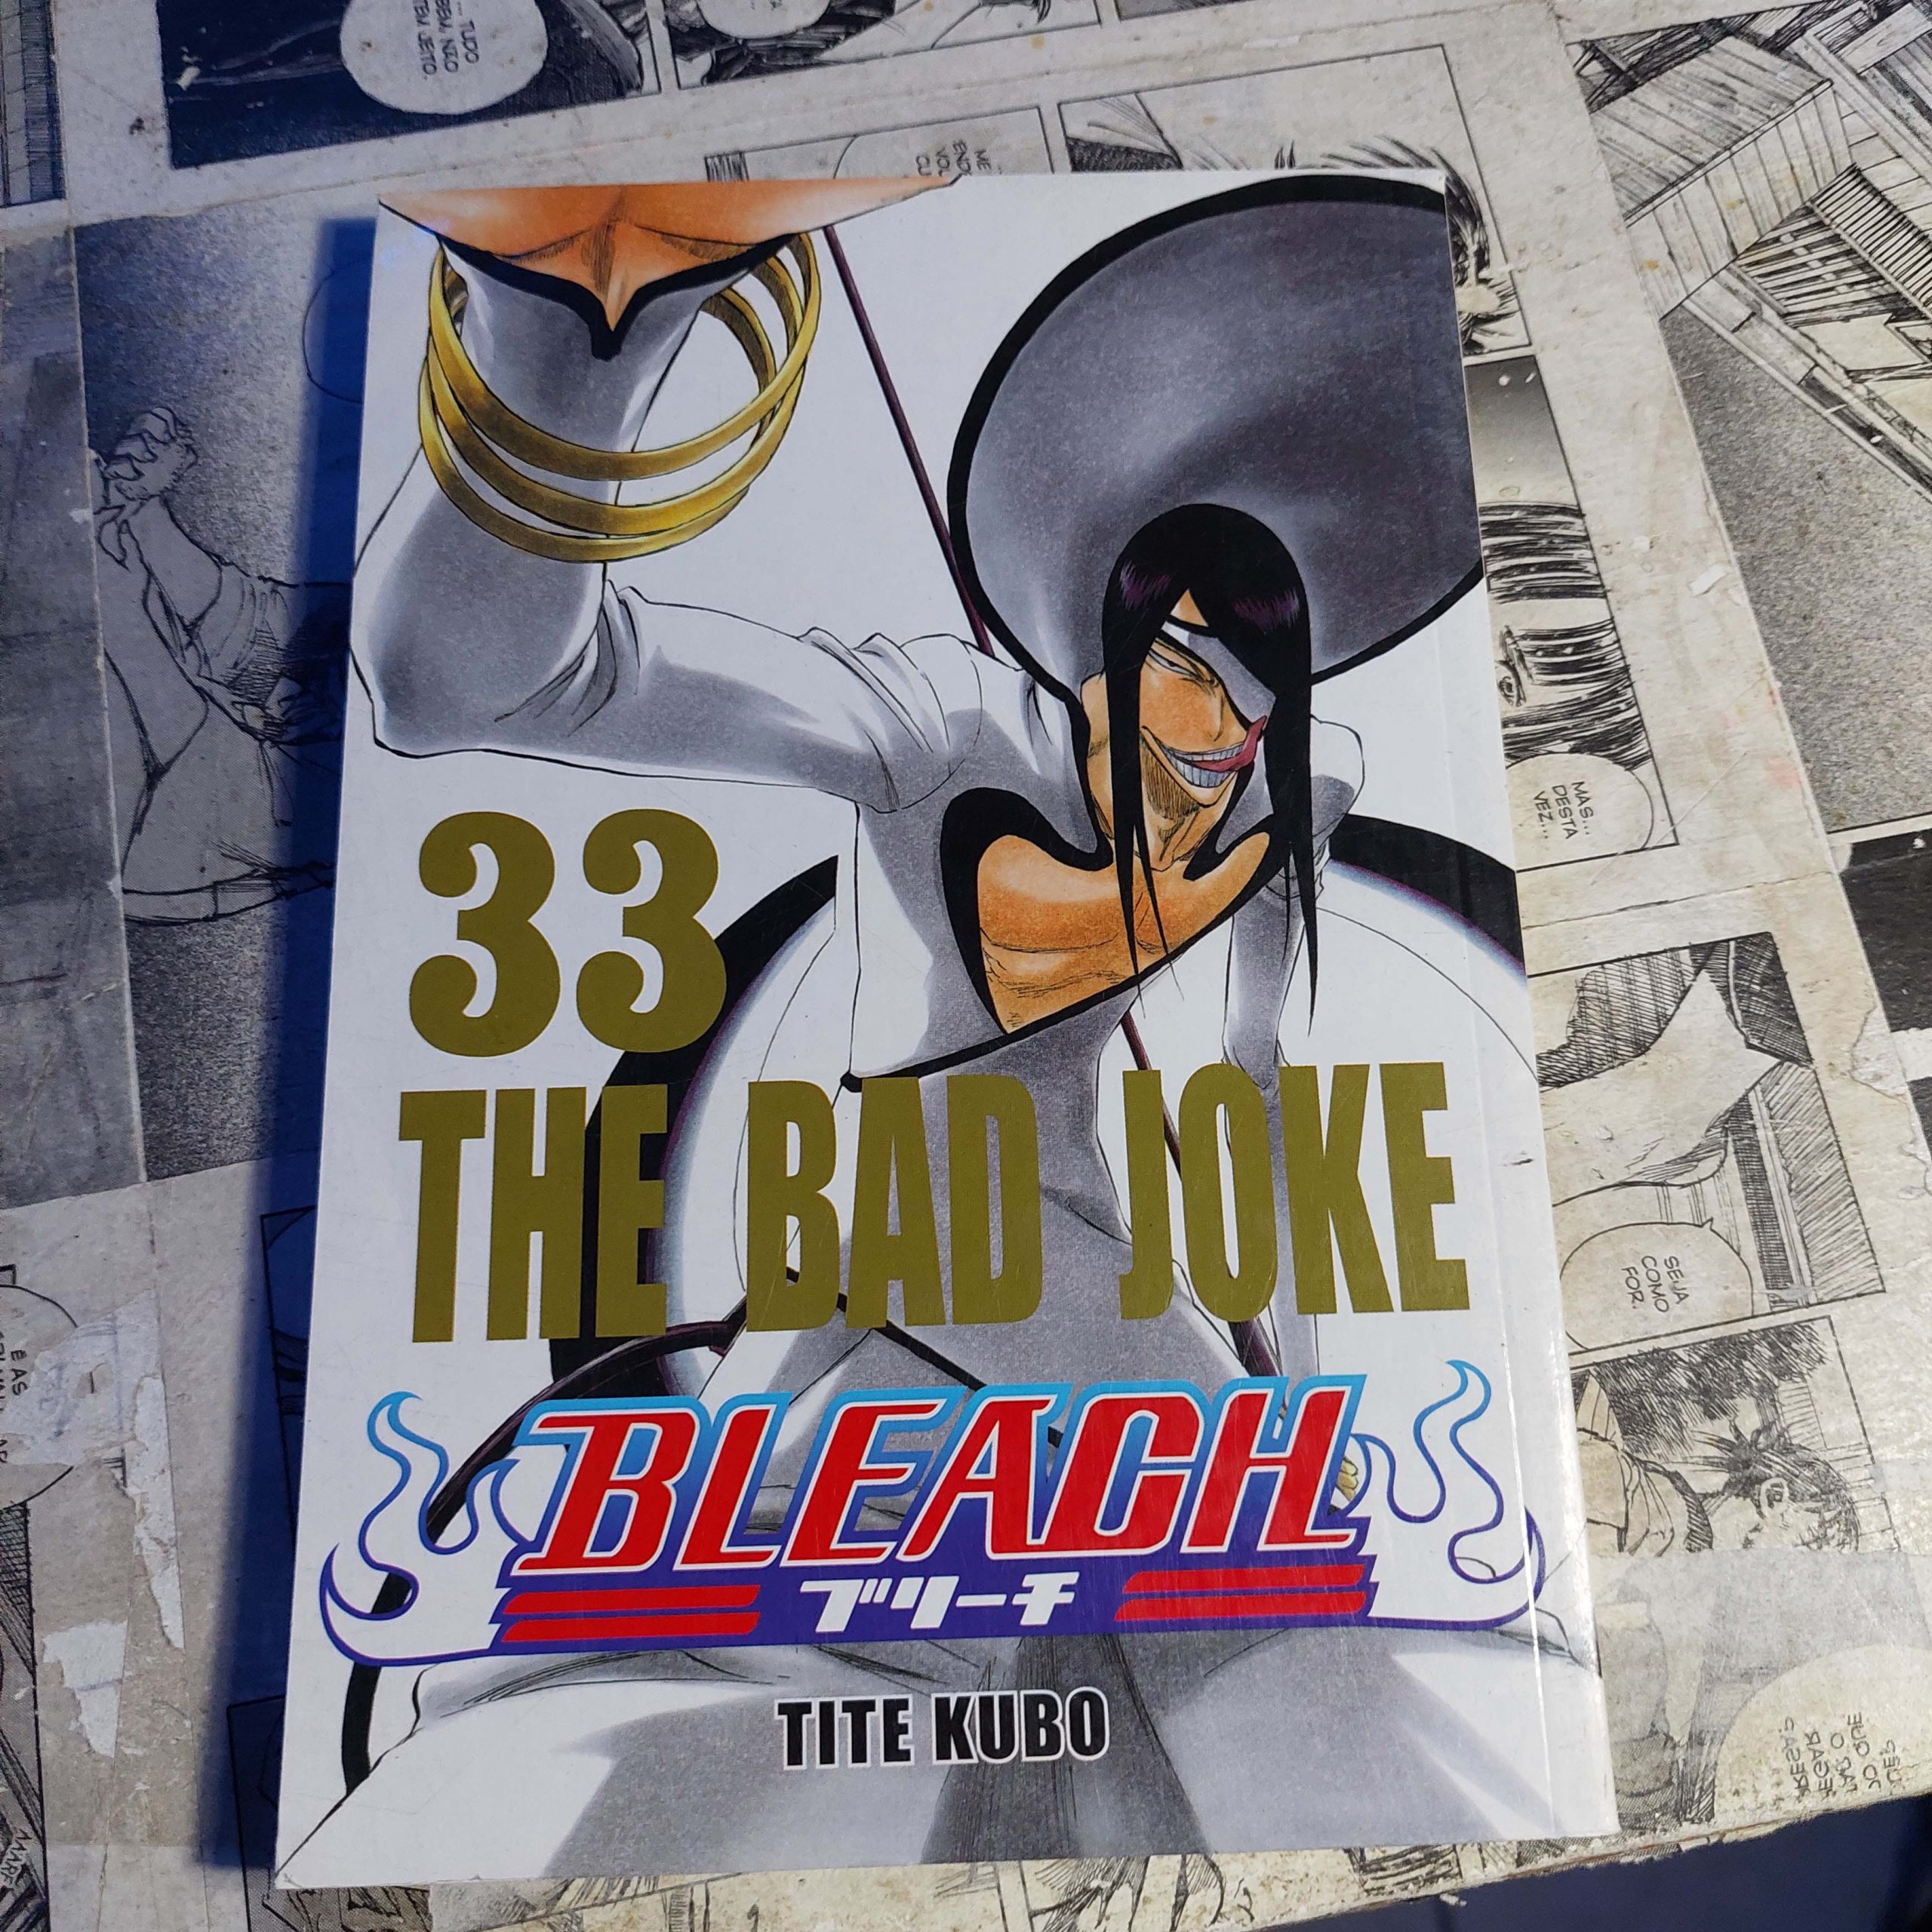 ... TUDO
BEM, NÃO
TEM JEITO.
33
THE BAD JOKE
BLEACH
ブリーチ
TITE KUBO
MAS...
DESTA
VEZ...
SEJA
COMO
FOR.
E AS